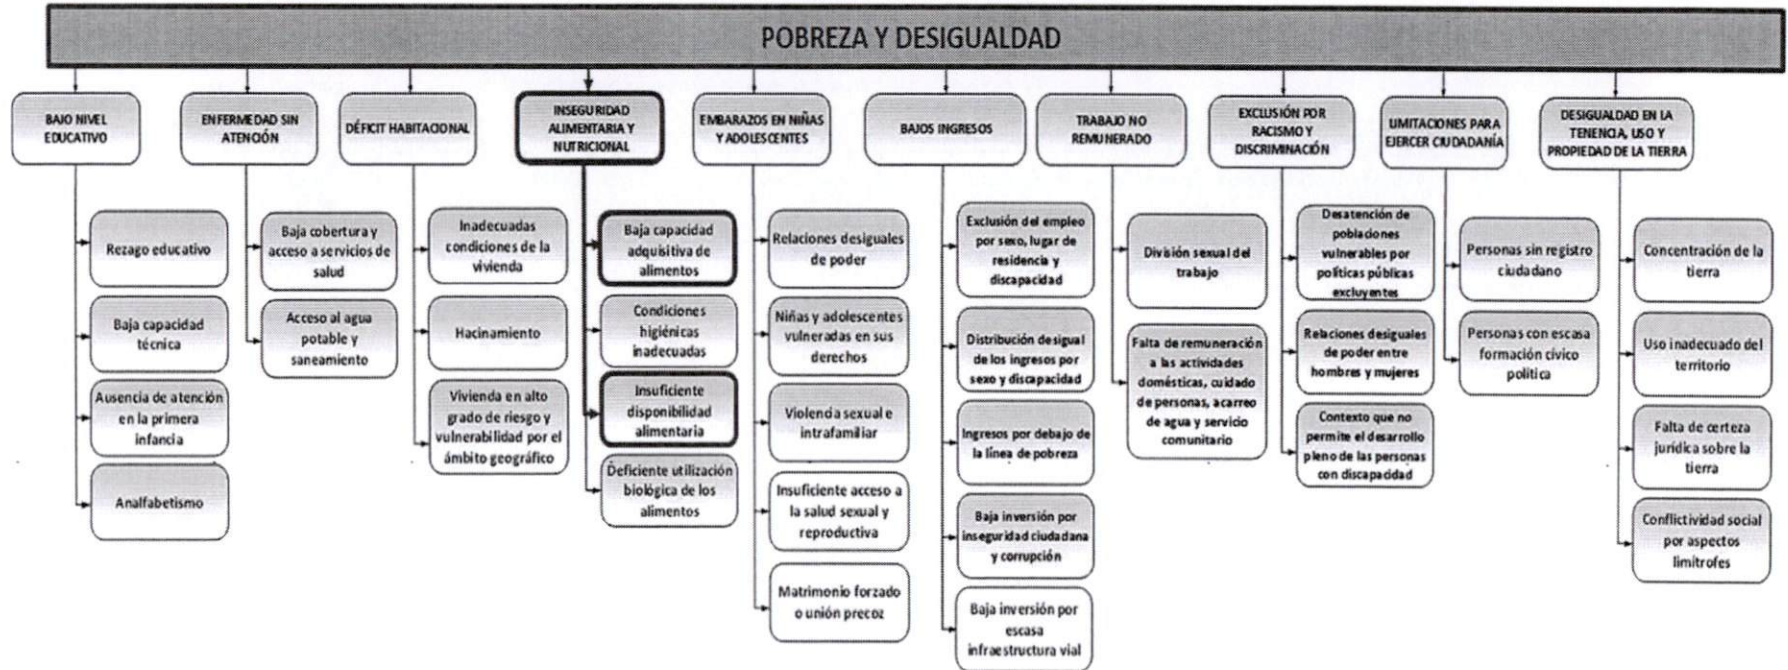 POBREZA Y DESIGUALDAD
BAJO NIVEL
EDUCATIVO
Rezago educativo
Baja capacidad
técnica
Ausencia de atención
en la primera
infancia
Analfabetismo
ENFERMEDAD SIN
ATENCIÓN
Baja cobertura y
acceso a servicios de
salud
Acceso al agua
potable y
saneamiento
DÉFICIT HABITACIONAL
Inadecuadas
condiciones de la
vivienda
Hacinamiento
Vivienda en alto
grado de riesgo y
vulnerabilidad por el
ámbito geográfico
INSEGURIDAD
ALIMENTARIA Y
NUTRICIONAL
Baja capacidad
adquisitiva de
alimentos
Condiciones
higiénicas
inadecuadas
Insuficiente
disponibilidad
alimentaria
Deficiente utilización
biológica de los
alimentos
EMBARAZOS EN NIÑAS
Y ADOLESCENTES
Relaciones desiguales
de poder
Niñas y adolescentes
vulneradas en sus
derechos
Violencia sexual e
intrafamiliar
Insuficiente acceso a
la salud sexual y
reproductiva
Matrimonio forzado
o unión precoz
BAJOS INGRESOS
Exclusión del empleo
por sexo, lugar de
residencia y
discapacidad
Distribución desigual
de los ingresos por
sexo y discapacidad
Ingresos por debajo de
la línea de pobreza
Baja inversión por
inseguridad ciudadana
y corrupción
Baja inversión por
escasa
infraestructura vial
TRABAJO NO
REMUNERADO
División sexual del
trabajo
Falta de remuneración
a las actividades
domésticas, cuidado
de personas, acarreo
de agua y servicio
comunitario
EXCLUSIÓN POR
RACISMO Y
DISCRIMINACIÓN
Desatención de
poblaciones
vulnerables por
políticas públicas
excluyentes
Relaciones desiguales
de poder entre
hombres y mujeres
Contexto que no
permite el desarrollo
pleno de las personas
con discapacidad
LIMITACIONES PARA
EJERCER CIUDADANÍA
Personas sin registro
ciudadano
Personas con escasa
formación cívico
política
DESIGUALDAD EN LA
TENENCIA, USO Y
PROPIEDAD DE LA TIERRA
Concentración de la
tierra
Uso inadecuado del
territorio
Falta de certeza
jurídica sobre la
tierra
Conflictividad social
por aspectos
limítrofes